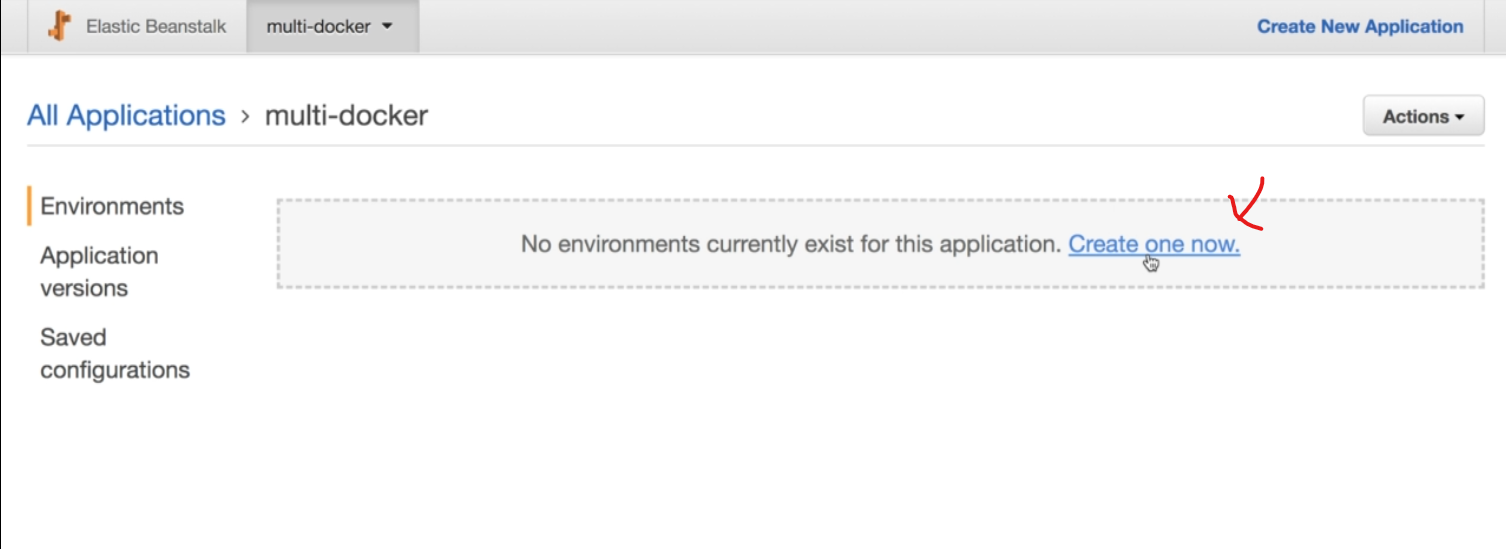 Elastic Beanstalk
multi-docker
Create New Application
All Applications › multi-docker
Actions
Environments
Application
versions
Saved
configurations
No environments currently exist for this application. Create one now.